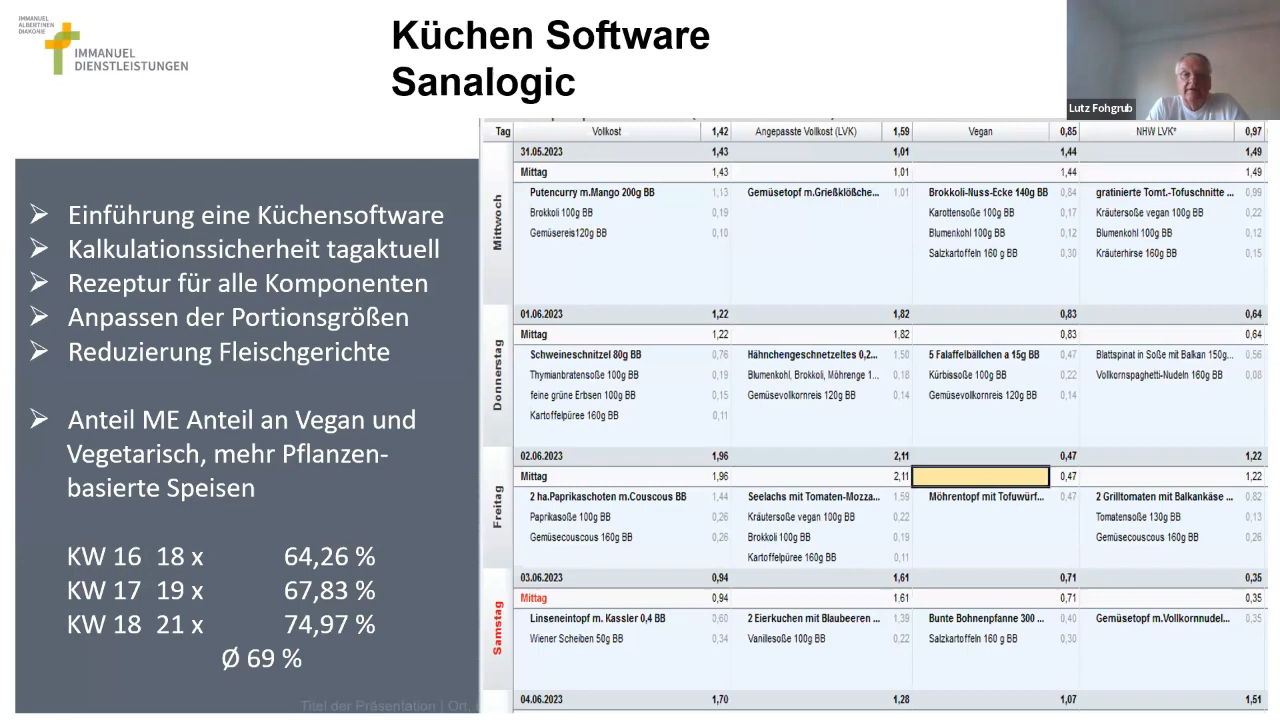 IMMANUEL
ALBERTINEN
DIAKONIE
IMMANUEL
DIENSTLEISTUNGEN
Küchen Software
Sanalogic
Lutz Fohgrub
Einführung eine Küchensoftware
Kalkulationssicherheit tagaktuell
Rezeptur für alle Komponenten
Anpassen der Portionsgrößen
Reduzierung Fleischgerichte
Anteil ME Anteil an Vegan und
Vegetarisch, mehr Pflanzen-
basierte Speisen
KW 16 18 x 64,26 %
KW 17 19 x 67,83 %
KW 18 21 x 74,97 %
Ø 69 %
Titel der Präsentation | Ort,
Tag Vollkost 1,42 Angepasste Vollkost (LVK) 1,59 Vegan 0,85 NHW LVK* 0,97
Mittwoch
31.05.2023 1,43 1,01 1,44 1,49
Mittag 1,43 1,01 1,44 1,49
Putencurry m.Mango 200g BB 1,13 Gemüsetopf m.Grießklößche... 1,01 Brokkoli-Nuss-Ecke 140g BB 0,84 gratinierte Tomt.-Tofuschnitte ... 0,99
Brokkoli 100g BB 0,19 Karottensoße 100g BB 0,17 Kräutersoße vegan 100g BB 0,22
Gemüsereis120g BB 0,10 Blumenkohl 100g BB 0,12 Blumenkohl 100g BB 0,12
Salzkartoffeln 160 g BB 0,30 Kräuterhirse 160g BB 0,15
Donnerstag
01.06.2023 1,22 1,82 0,83 0,64
Mittag 1,22 1,82 0,83 0,64
Schweineschnitzel 80g BB 0,76 Hähnchengeschnetzeltes 0,2... 1,50 5 Falaffelbällchen a 15g BB 0,47 Blattspinat in Soße mit Balkan 150g... 0,56
Thymianbratensoße 100g BB 0,19 Blumenkohl, Brokkoli, Möhrenge 1... 0,18 Kürbissoße 100g BB 0,22 Vollkornspaghetti-Nudeln 160g BB 0,08
feine grüne Erbsen 100g BB 0,15 Gemüsevollkornreis 120g BB 0,14 Gemüsevollkornreis 120g BB 0,14
Kartoffelpüree 160g BB 0,11
Freitag
02.06.2023 1,96 2,11 0,47 1,22
Mittag 1,96 2,11 0,47 1,22
2 ha.Paprikaschoten m.Couscous BB 1,44 Seelachs mit Tomaten-Mozza... 1,59 Möhrentopf mit Tofuwürf... 0,47 2 Grilltomaten mit Balkankäse ... 0,82
Paprikasoße 100g BB 0,26 Kräutersoße vegan 100g BB 0,22 Tomatensoße 130g BB 0,13
Gemüsecouscous 160g BB 0,26 Brokkoli 100g BB 0,19 Gemüsecouscous 160g BB 0,26
Kartoffelpüree 160g BB 0,11
Samstag
03.06.2023 0,94 1,61 0,71 0,35
Mittag 0,94 1,61 0,71 0,35
Linseneintopf m. Kassler 0,4 BB 0,60 2 Eierkuchen mit Blaubeeren ... 1,39 Bunte Bohnenpfanne 300 ... 0,40 Gemüsetopf m.Vollkornnudel... 0,35
Wiener Scheiben 50g BB 0,34 Vanillesoße 100g BB 0,22 Salzkartoffeln 160 g BB 0,30
04.06.2023 1,70 1,28 1,07 1,51